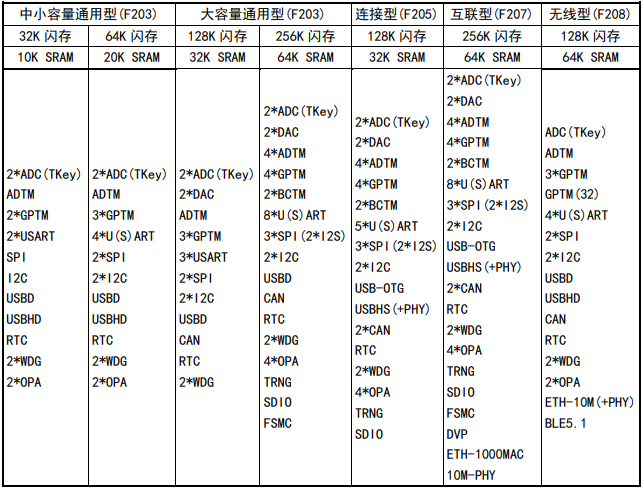 中小容量通用型(F203)
大容量通用型(F203)
连接型(F205)
互联型(F207)
无线型(F208)
32K 闪存
64K 闪存
128K 闪存
256K 闪存
128K 闪存
256K 闪存
128K 闪存
10K SRAM
20K SRAM
32K SRAM
64K SRAM
32K SRAM
64K SRAM
64K SRAM
2*ADC(TKey)
ADTM
2*GPTM
2*USART
SPI
I2C
USBD
USBHD
RTC
2*WDG
2*OPA
2*ADC(TKey)
ADTM
3*GPTM
4*U(S)ART
2*SPI
2*I2C
USBD
USBHD
RTC
2*WDG
2*OPA
2*ADC(TKey)
2*DAC
ADTM
3*GPTM
3*USART
2*SPI
2*I2C
USBD
CAN
RTC
2*WDG
2*ADC(TKey)
2*DAC
4*ADTM
4*GPTM
2*BCTM
8*U(S)ART
3*SPI(2*I2S)
2*I2C
USBD
CAN
RTC
2*WDG
4*OPA
TRNG
SDIO
FSMC
2*ADC(TKey)
2*DAC
4*ADTM
4*GPTM
2*BCTM
5*U(S)ART
3*SPI(2*I2S)
2*I2C
USB-OTG
USBHS(+PHY)
2*CAN
RTC
2*WDG
4*OPA
TRNG
SDIO
2*ADC(TKey)
2*DAC
4*ADTM
4*GPTM
2*BCTM
8*U(S)ART
3*SPI(2*I2S)
2*I2C
USB-OTG
USBHS(+PHY)
2*CAN
RTC
2*WDG
4*OPA
TRNG
SDIO
FSMC
DVP
ETH-1000MAC
10M-PHY
ADC(TKey)
ADTM
3*GPTM
GPTM(32)
4*U(S)ART
2*SPI
2*I2C
USBD
USBHD
CAN
RTC
2*WDG
2*OPA
ETH-10M(+PHY)
BLE5.1